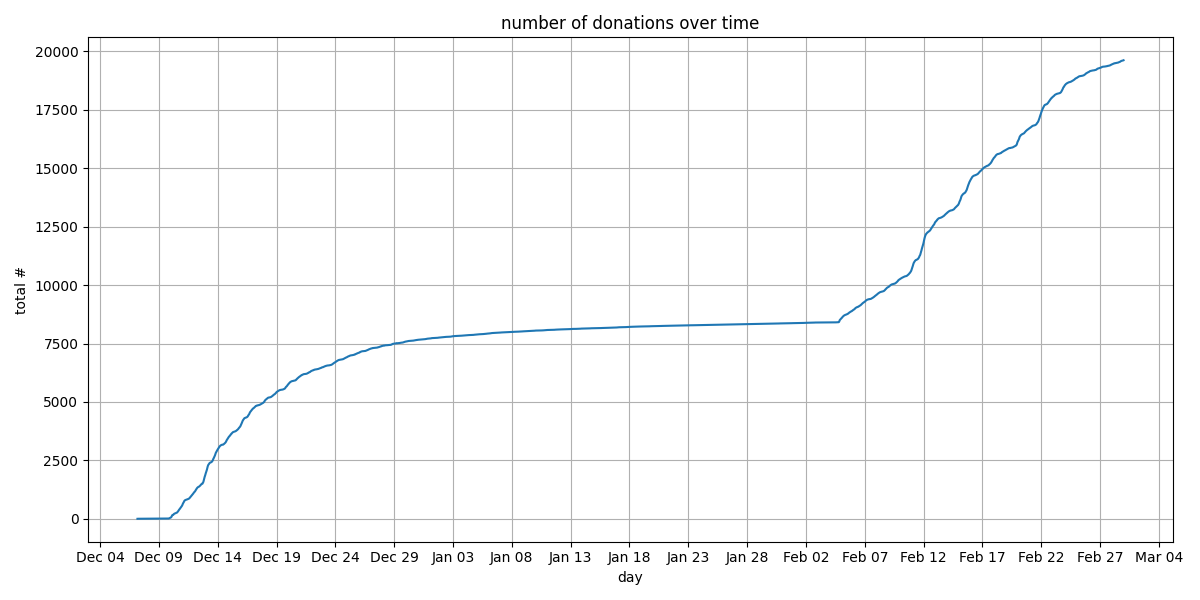 number of donations over time
total #
20000
17500
15000
12500
10000
7500
5000
2500
0
Dec 04 Dec 09 Dec 14 Dec 19 Dec 24 Dec 29 Jan 03 Jan 08 Jan 13 Jan 18 Jan 23 Jan 28 Feb 02 Feb 07 Feb 12 Feb 17 Feb 22 Feb 27 Mar 04
day